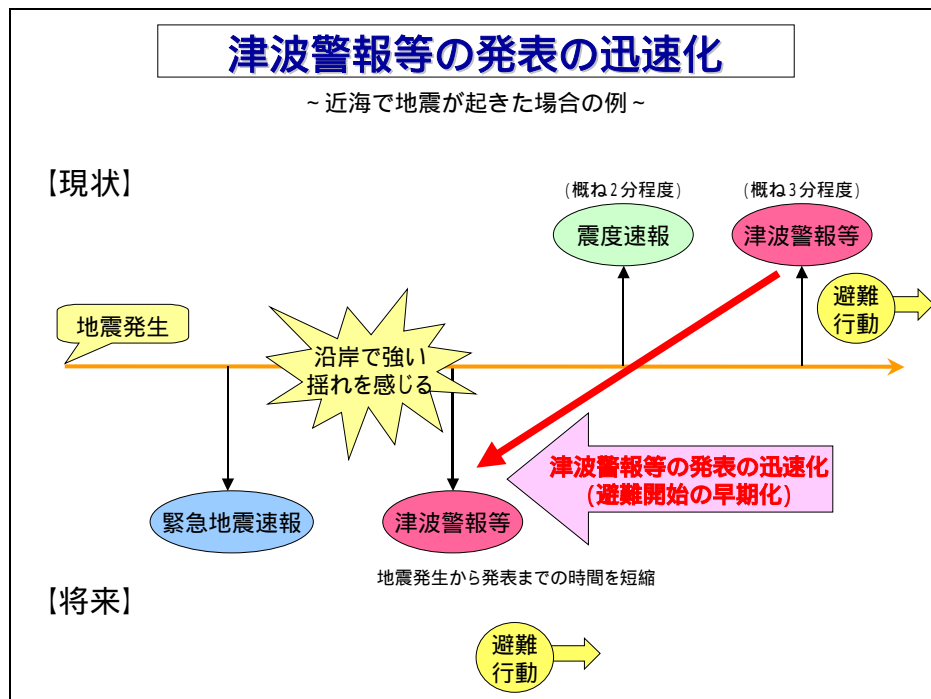 津波警報等の発表の迅速化
~近海で地震が起きた場合の例~
【現状】
(概ね2分程度)
(概ね3分程度)
震度速報
津波警報等
避難
行動
地震発生
沿岸で強い
揺れを感じる
津波警報等の発表の迅速化
(避難開始の早期化)
緊急地震速報
津波警報等
地震発生から発表までの時間を短縮
【将来】
避難
行動